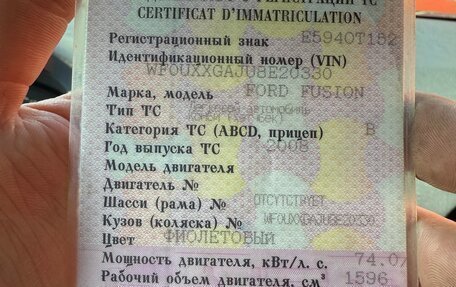 CERTIFICAT D'IMMATRICULATION
Регистрационный знак Е594ОТ152
Идентификационный номер (VIN)
WF0UXXGAJU8E20330
Марка, модель FORD FUSION
Тип ТС
Категория ТС (ABCD, прицеп) B
Год выпуска ТС 2008
Модель двигателя
Двигатель №
Шасси (рама) № ОТСУТСТВУЕТ
Кузов (коляска) № WF0UXXGAJU8E20330
Цвет ФИОЛЕТОВЫЙ
Мощность двигателя, кВт/л. с. 74.0/
Рабочий объем двигателя, см³ 1596